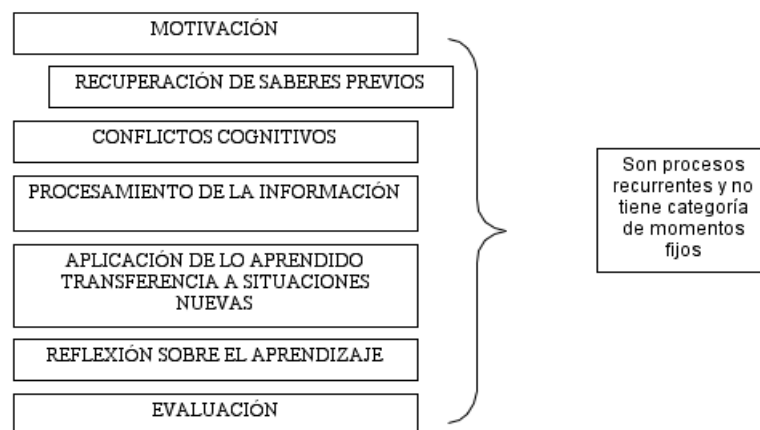 MOTIVACIÓN
RECUPERACIÓN DE SABERES PREVIOS
CONFLICTOS COGNITIVOS
PROCESAMIENTO DE LA INFORMACIÓN
APLICACIÓN DE LO APRENDIDO
TRANSFERENCIA A SITUACIONES
NUEVAS
REFLEXIÓN SOBRE EL APRENDIZAJE
EVALUACIÓN
Son procesos
recurrentes y no
tiene categoría
de momentos
fijos